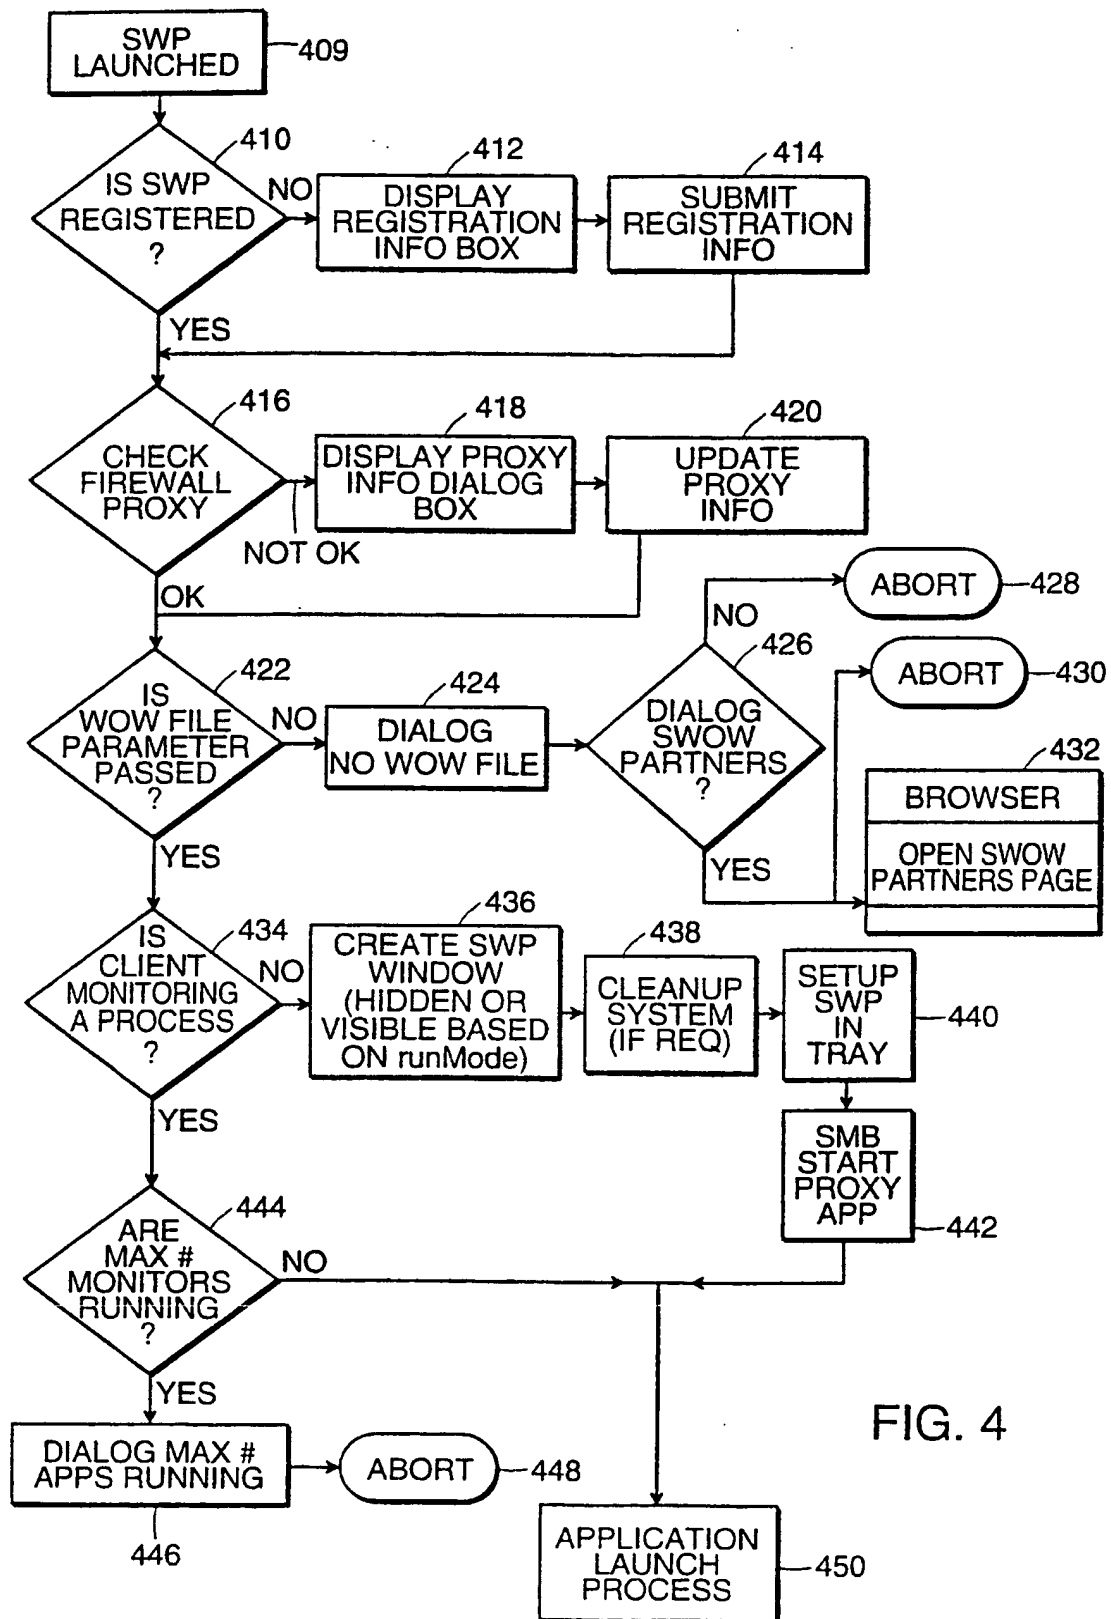 SWP
LAUNCHED
409
410
IS SWP
REGISTERED
?
NO
412
DISPLAY
REGISTRATION
INFO BOX
414
SUBMIT
REGISTRATION
INFO
YES
416
CHECK
FIREWALL
PROXY
NOT OK
418
DISPLAY PROXY
INFO DIALOG
BOX
420
UPDATE
PROXY
INFO
OK
422
IS
WOW FILE
PARAMETER
PASSED
?
NO
424
DIALOG
NO WOW FILE
426
DIALOG
SWOW
PARTNERS
?
NO
ABORT
428
ABORT
430
YES
432
BROWSER
OPEN SWOW
PARTNERS PAGE
YES
434
IS
CLIENT
MONITORING
A PROCESS
?
NO
436
CREATE SWP
WINDOW
(HIDDEN OR
VISIBLE BASED
ON runMode)
438
CLEANUP
SYSTEM
(IF REQ)
SETUP
SWP
IN
TRAY
440
SMB
START
PROXY
APP
442
YES
444
ARE
MAX #
MONITORS
RUNNING
?
NO
YES
DIALOG MAX #
APPS RUNNING
446
ABORT
448
APPLICATION
LAUNCH
PROCESS
450
FIG. 4